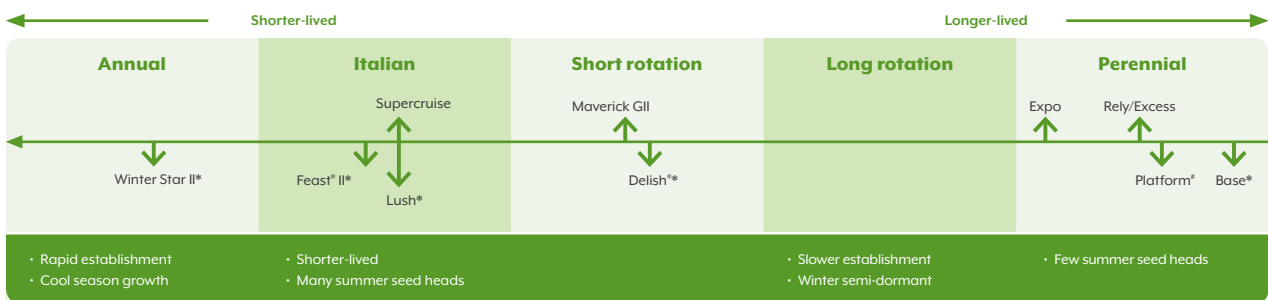 Shorter-lived
Longer-lived
Annual
Italian
Short rotation
Long rotation
Perennial
Supercruise
Maverick GII
Expo
Rely/Excess
Winter Star II*
Feast® II*
Lush*
Delish®*
Platform#
Base*
· Rapid establishment
· Cool season growth
· Shorter-lived
· Many summer seed heads
· Slower establishment
· Winter semi-dormant
· Few summer seed heads